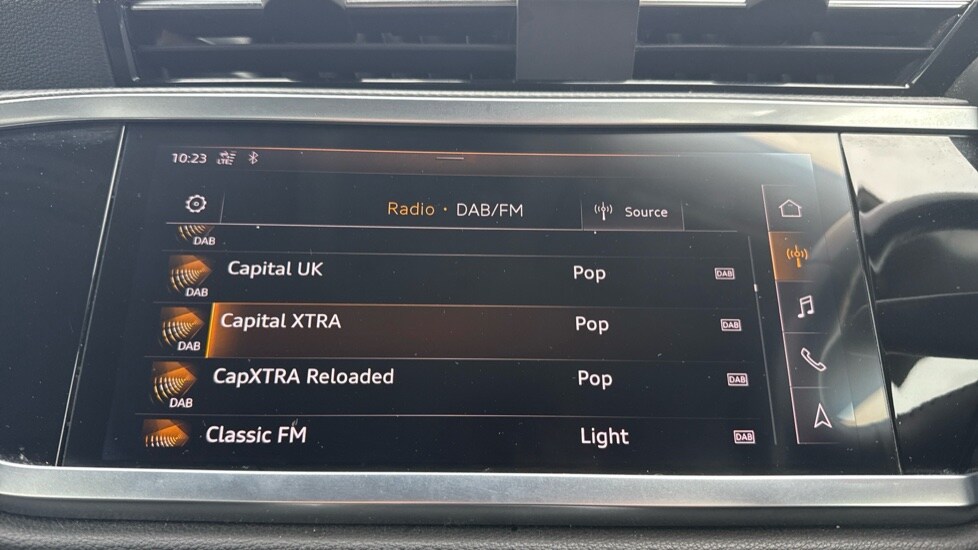 10:23 LTE
Radio · DAB/FM Source
DAB
Capital UK Pop DAB
DAB
Capital XTRA Pop DAB
DAB
CapXTRA Reloaded Pop DAB
DAB
Classic FM Light DAB